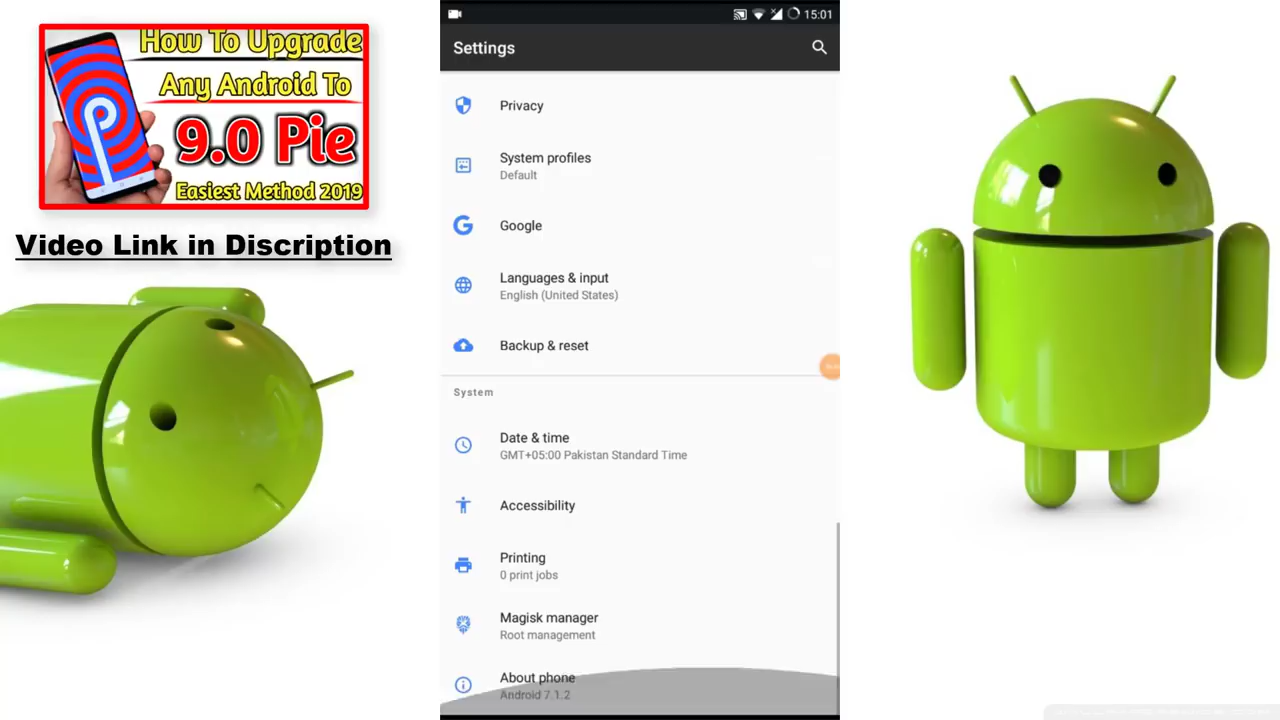 How To Upgrade
Any Android To
9.0 Pie
Easiest Method 2019
Video Link in Discription
15:01
Settings
Privacy
System profiles
Default
Google
Languages & input
English (United States)
Backup & reset
System
Date & time
GMT+05:00 Pakistan Standard Time
Accessibility
Printing
0 print jobs
Magisk manager
Root management
About phone
Android 7.1.2